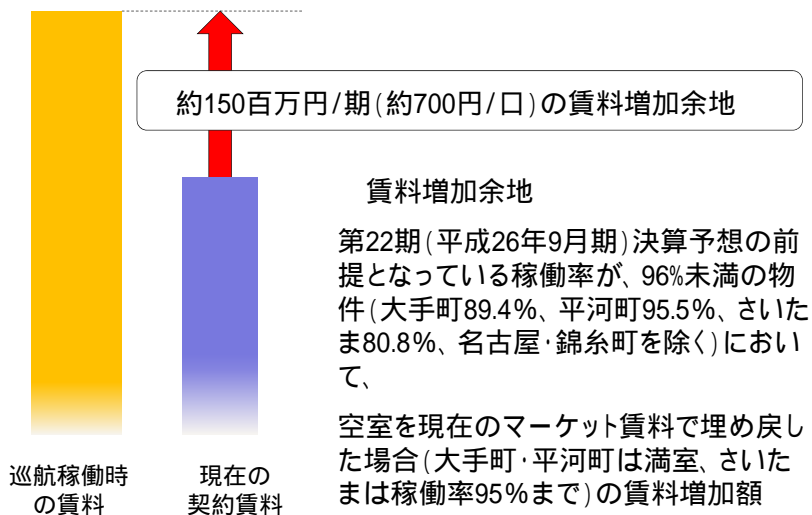 約150百万円/期(約700円/口)の賃料増加余地
賃料増加余地
第22期(平成26年9月期)決算予想の前
提となっている稼働率が、96%未満の物
件(大手町89.4%、平河町95.5%、さいた
ま80.8%、名古屋・錦糸町を除く)におい
て、
空室を現在のマーケット賃料で埋め戻し
た場合(大手町・平河町は満室、さいた
まは稼働率95%まで)の賃料増加額
巡航稼働時
の賃料
現在の
契約賃料